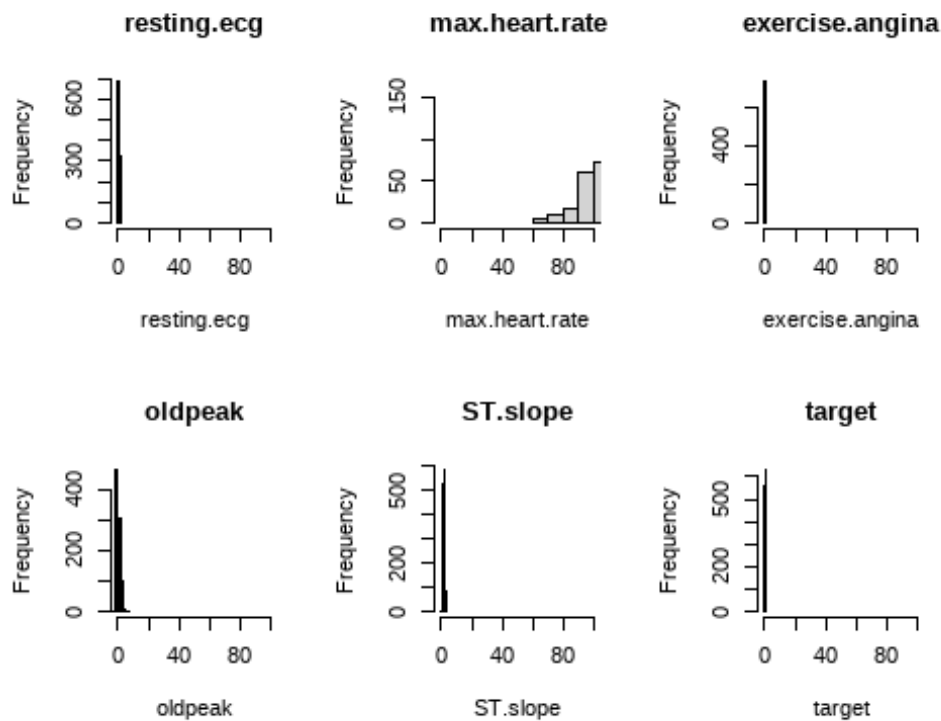 resting.ecg
max.heart.rate
exercise.angina
Frequency
0
300
600
0 40 80
resting.ecg
Frequency
0
50
150
0 40 80
max.heart.rate
Frequency
0
400
0 40 80
exercise.angina
oldpeak
ST.slope
target
Frequency
0
200
400
0 40 80
oldpeak
Frequency
0
200
500
0 40 80
ST.slope
Frequency
0
200
500
0 40 80
target